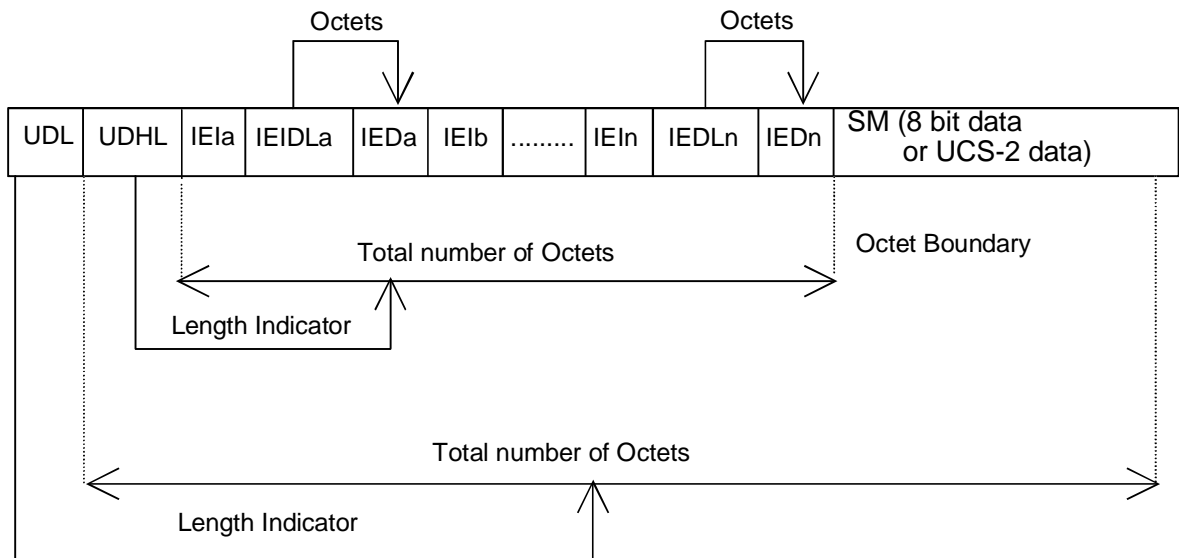 Octets Octets
UDL UDHL IEIa IEIDLa IEDa IEIb ......... IEIn IEDLn IEDn SM (8 bit data
or UCS-2 data)
Total number of Octets Octet Boundary
Length Indicator
Total number of Octets
Length Indicator